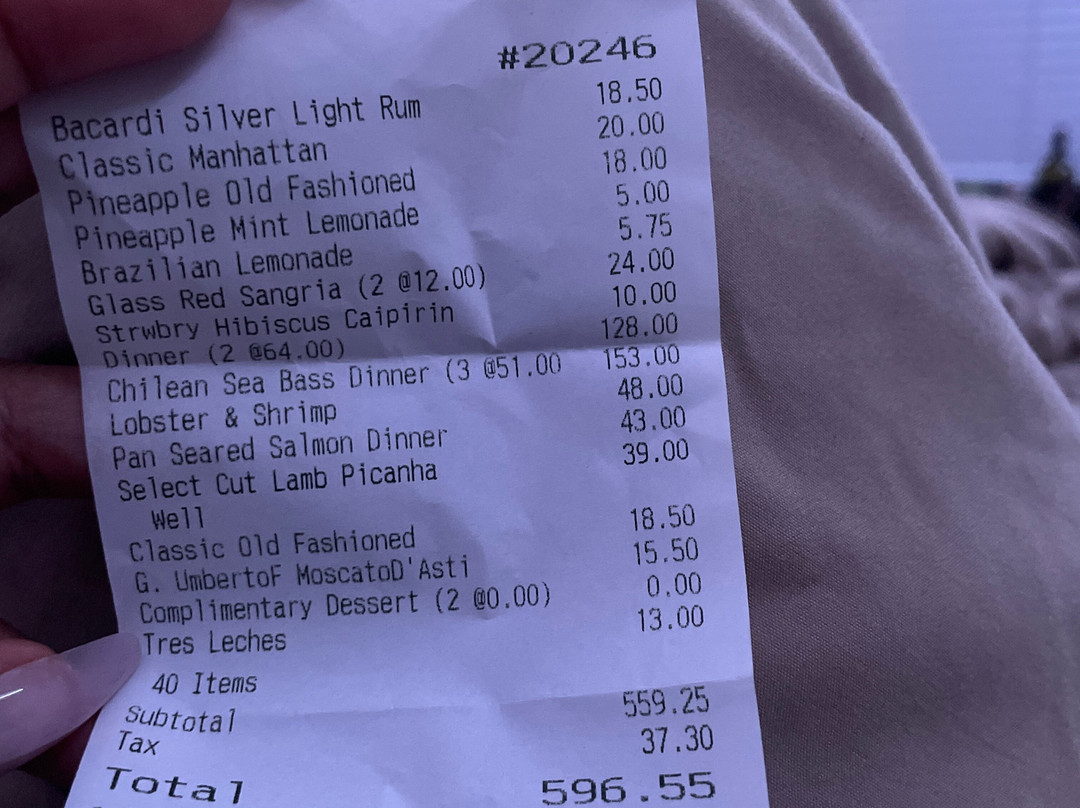 #20246
Bacardi Silver Light Rum 18.50
Classic Manhattan 20.00
Pineapple Old Fashioned 18.00
Pineapple Mint Lemonade 5.00
Brazilian Lemonade 5.75
Glass Red Sangria (2 @12.00) 24.00
Strwbry Hibiscus Caipirin 10.00
Dinner (2 @64.00) 128.00
Chilean Sea Bass Dinner (3 @51.00 153.00
Lobster & Shrimp 48.00
Pan Seared Salmon Dinner 43.00
Select Cut Lamb Picanha 39.00
Well
Classic Old Fashioned 18.50
G. UmbertoF MoscatoD'Asti 15.50
Complimentary Dessert (2 @0.00) 0.00
Tres Leches 13.00
40 Items
Subtotal 559.25
Tax 37.30
Total 596.55